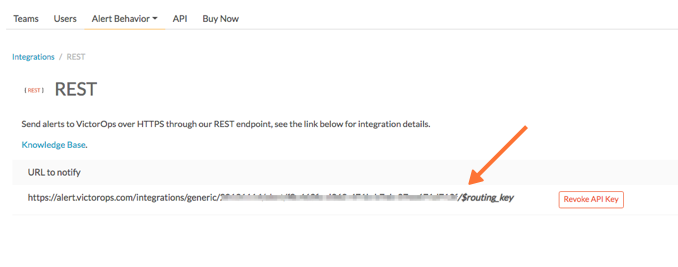 Teams Users Alert Behavior API Buy Now
Integrations / REST
{ REST } REST
Send alerts to VictorOps over HTTPS through our REST endpoint, see the link below for integration details.
Knowledge Base.
URL to notify
https://alert.victorops.com/integrations/generic/ /$routing_key Revoke API Key